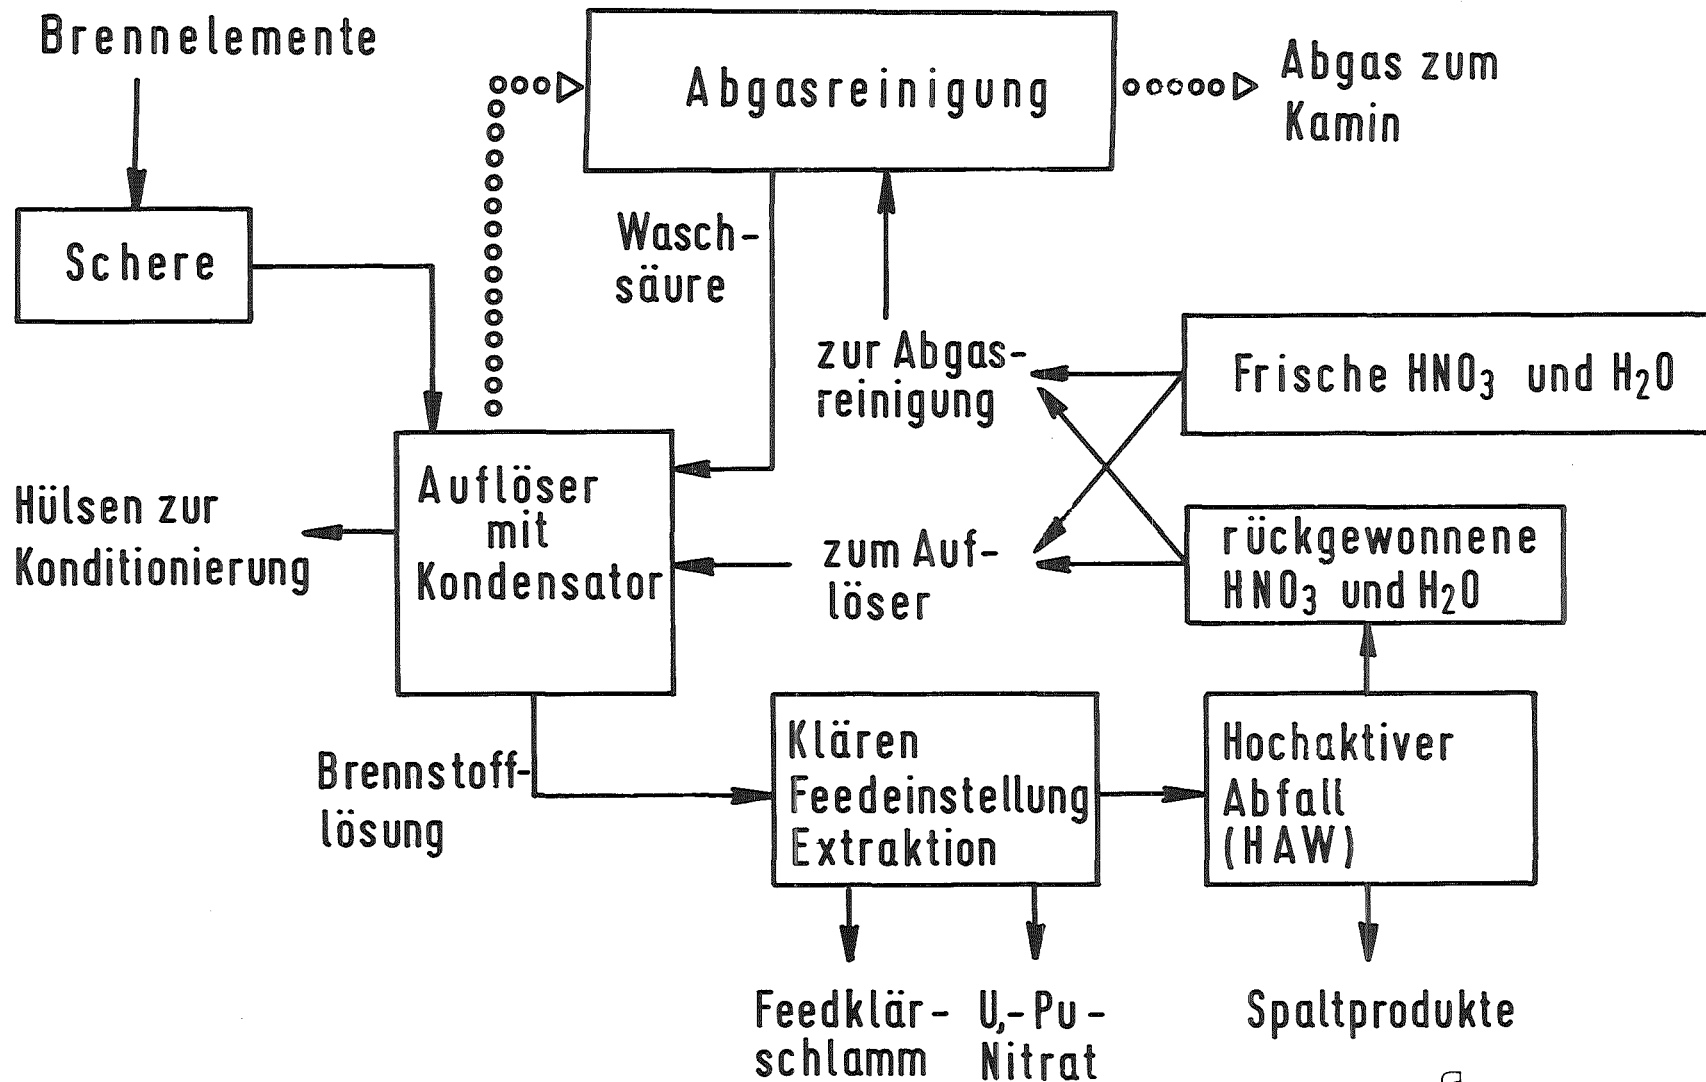 Brennelemente
Abgasreinigung
Abgas zum
Kamin
Schere
Wasch-
säure
zur Abgas-
reinigung
Frische HNO₃ und H₂O
Auflöser
mit
Kondensator
Hülsen zur
Konditionierung
zum Auf-
löser
rückgewonnene
HNO₃ und H₂O
Brennstoff-
lösung
Klären
Feedeinstellung
Extraktion
Hochaktiver
Abfall
(HAW)
Feedklär-
schlamm
U,-Pu-
Nitrat
Spaltprodukte